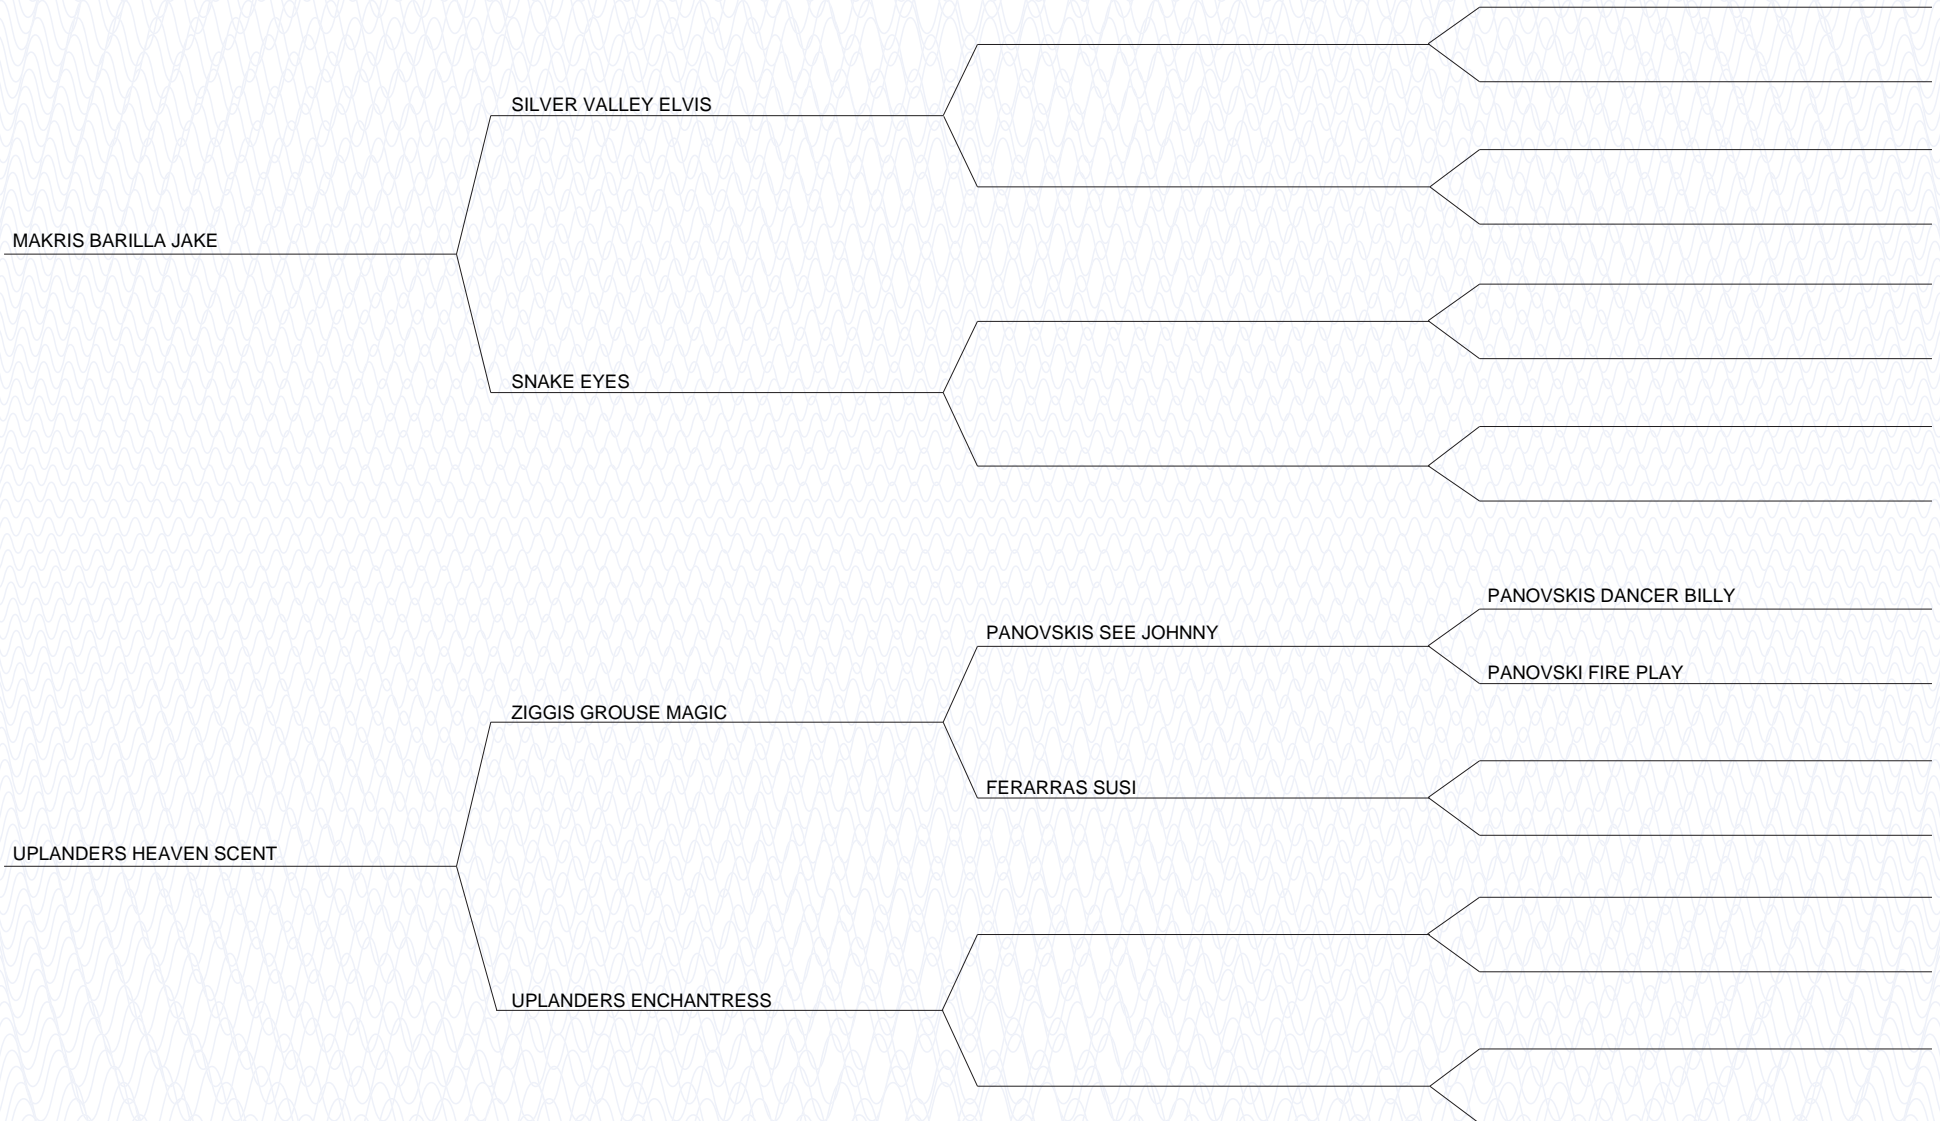 SILVER VALLEY ELVIS
MAKRIS BARILLA JAKE
SNAKE EYES
PANOVSKIS DANCER BILLY
PANOVSKIS SEE JOHNNY
PANOVSKI FIRE PLAY
ZIGGIS GROUSE MAGIC
FERARRAS SUSI
UPLANDERS HEAVEN SCENT
UPLANDERS ENCHANTRESS